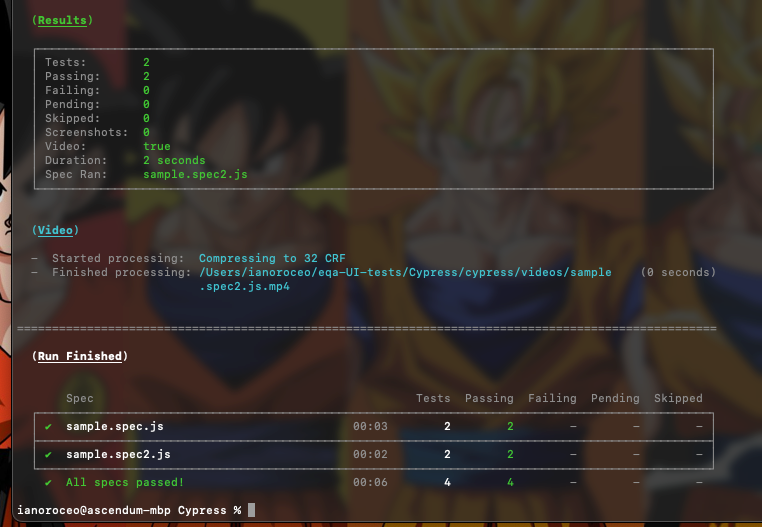 (Results)
Tests: 2
Passing: 2
Failing: 0
Pending: 0
Skipped: 0
Screenshots: 0
Video: true
Duration: 2 seconds
Spec Ran: sample.spec2.js
(Video)
– Started processing: Compressing to 32 CRF
– Finished processing: /Users/ianoroceo/eqa-UI-tests/Cypress/cypress/videos/sample (0 seconds)
.spec2.js.mp4
(Run Finished)
Spec Tests Passing Failing Pending Skipped
✔ sample.spec.js 00:03 2 2 – – –
✔ sample.spec2.js 00:02 2 2 – – –
✔ All specs passed! 00:06 4 4 – – –
ianoroceo@ascendum-mbp Cypress %